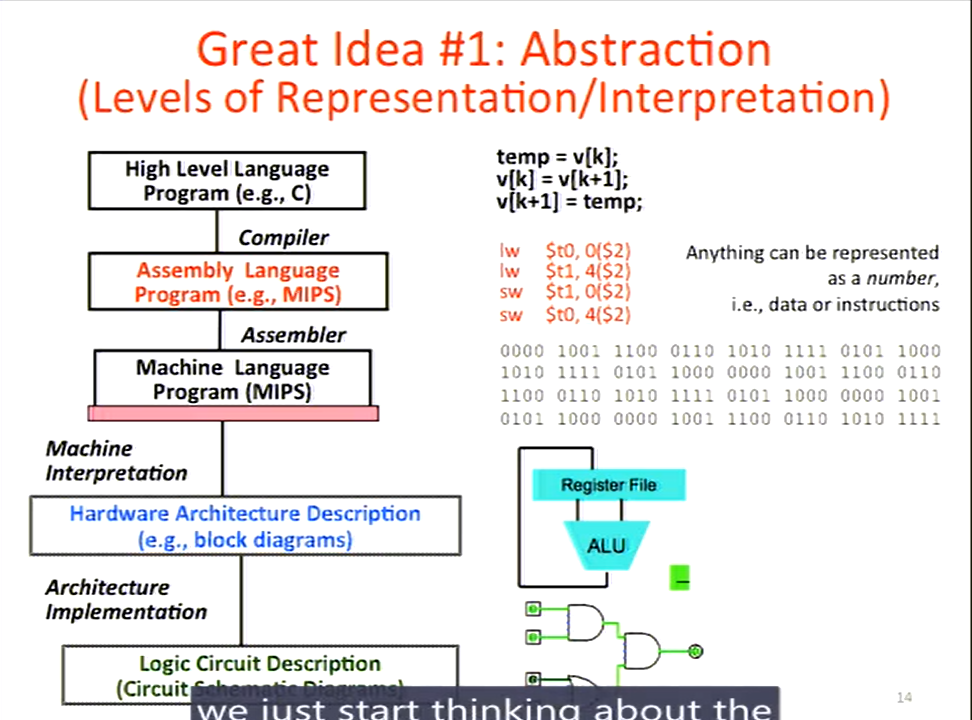 Great Idea #1: Abstraction
(Levels of Representation/Interpretation)
High Level Language
Program (e.g., C)
Compiler
Assembly Language
Program (e.g., MIPS)
Assembler
Machine Language
Program (MIPS)
Machine
Interpretation
Hardware Architecture Description
(e.g., block diagrams)
Architecture
Implementation
Logic Circuit Description
(Circuit Schematic Diagrams)
temp = v[k];
v[k] = v[k+1];
v[k+1] = temp;
lw $t0, 0($2)
lw $t1, 4($2)
sw $t1, 0($2)
sw $t0, 4($2)
Anything can be represented
as a number,
i.e., data or instructions
0000 1001 1100 0110 1010 1111 0101 1000
1010 1111 0101 1000 0000 1001 1100 0110
1100 0110 1010 1111 0101 1000 0000 1001
0101 1000 0000 1001 1100 0110 1010 1111
Register File
ALU
14
we just start thinking about the